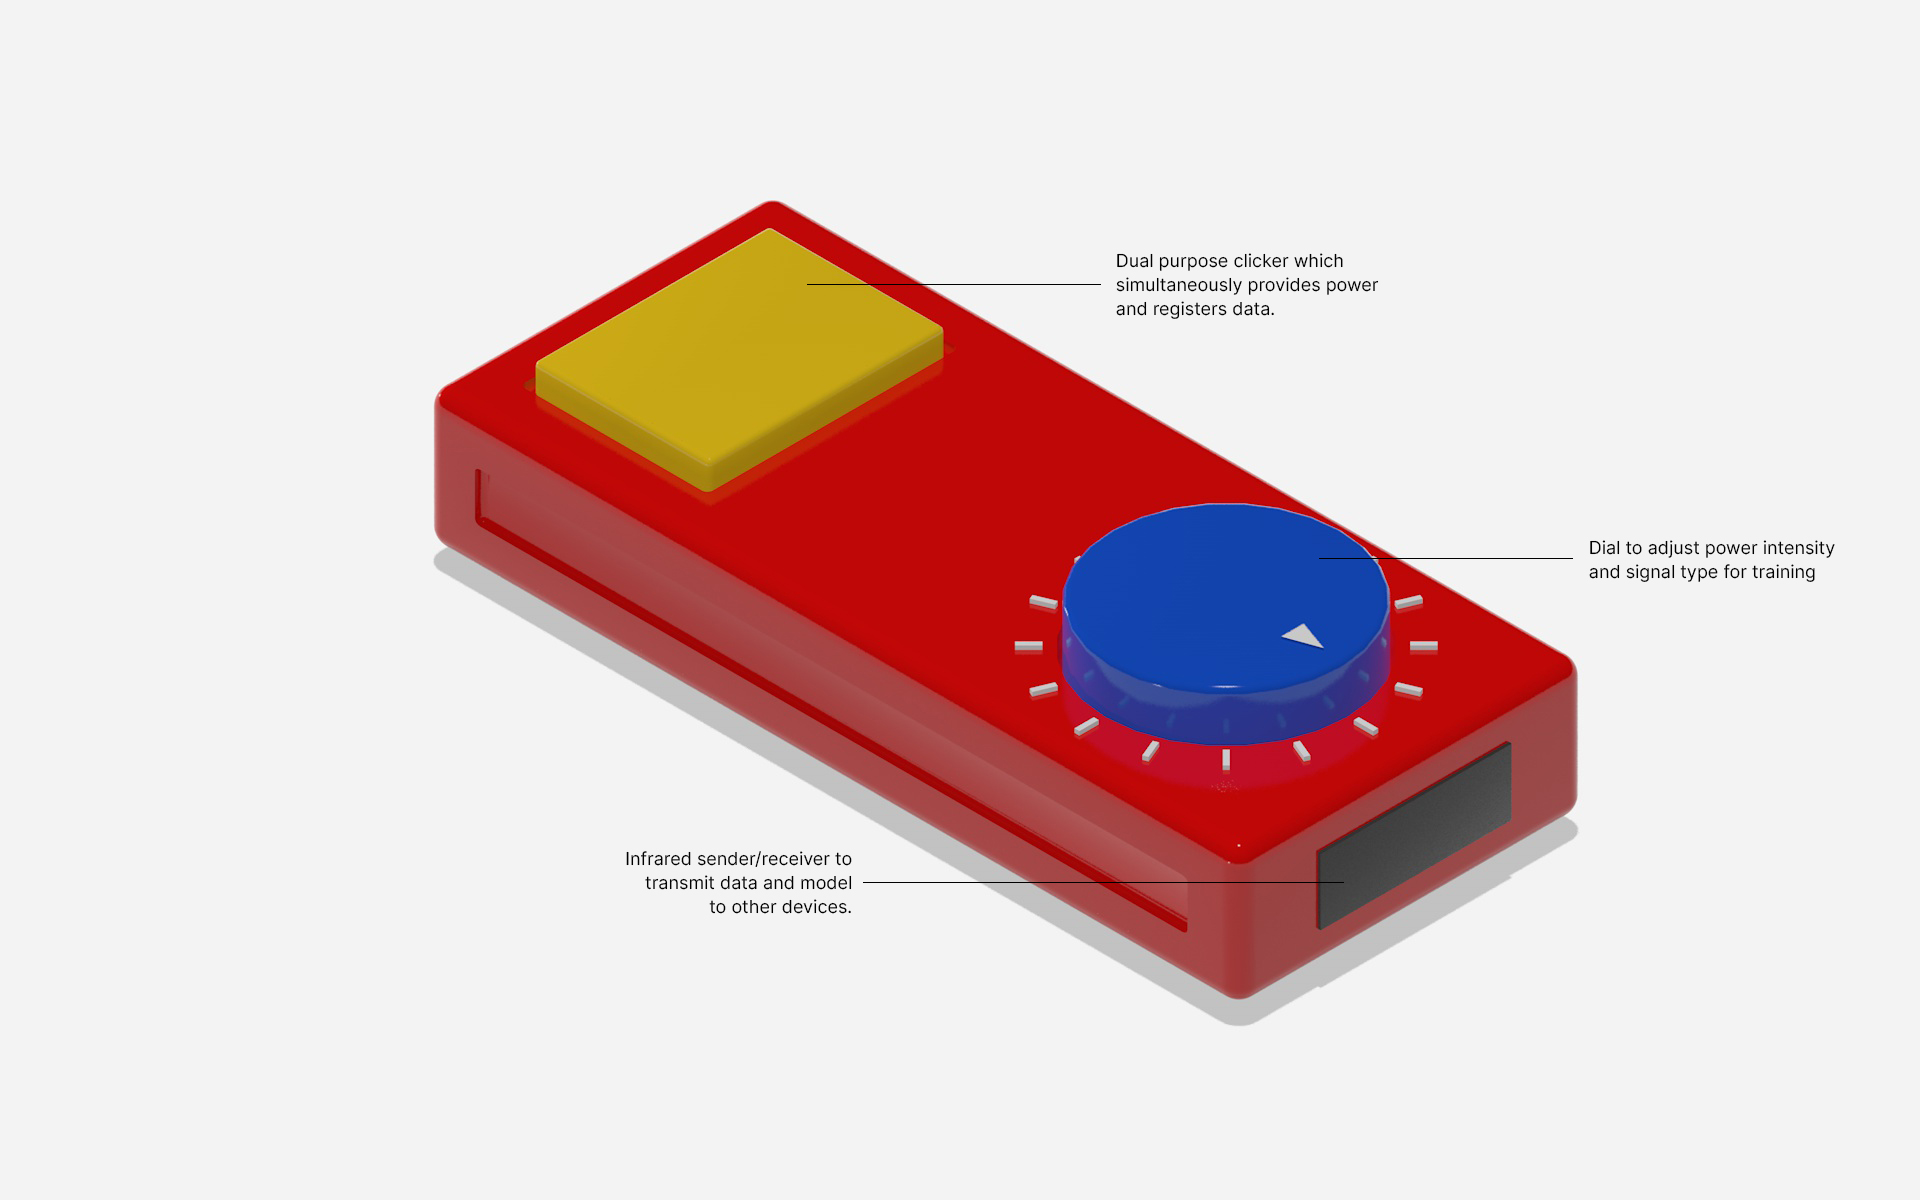 Dual purpose clicker which
simultaneously provides power
and registers data.
Dial to adjust power intensity
and signal type for training
Infrared sender/receiver to
transmit data and model
to other devices.